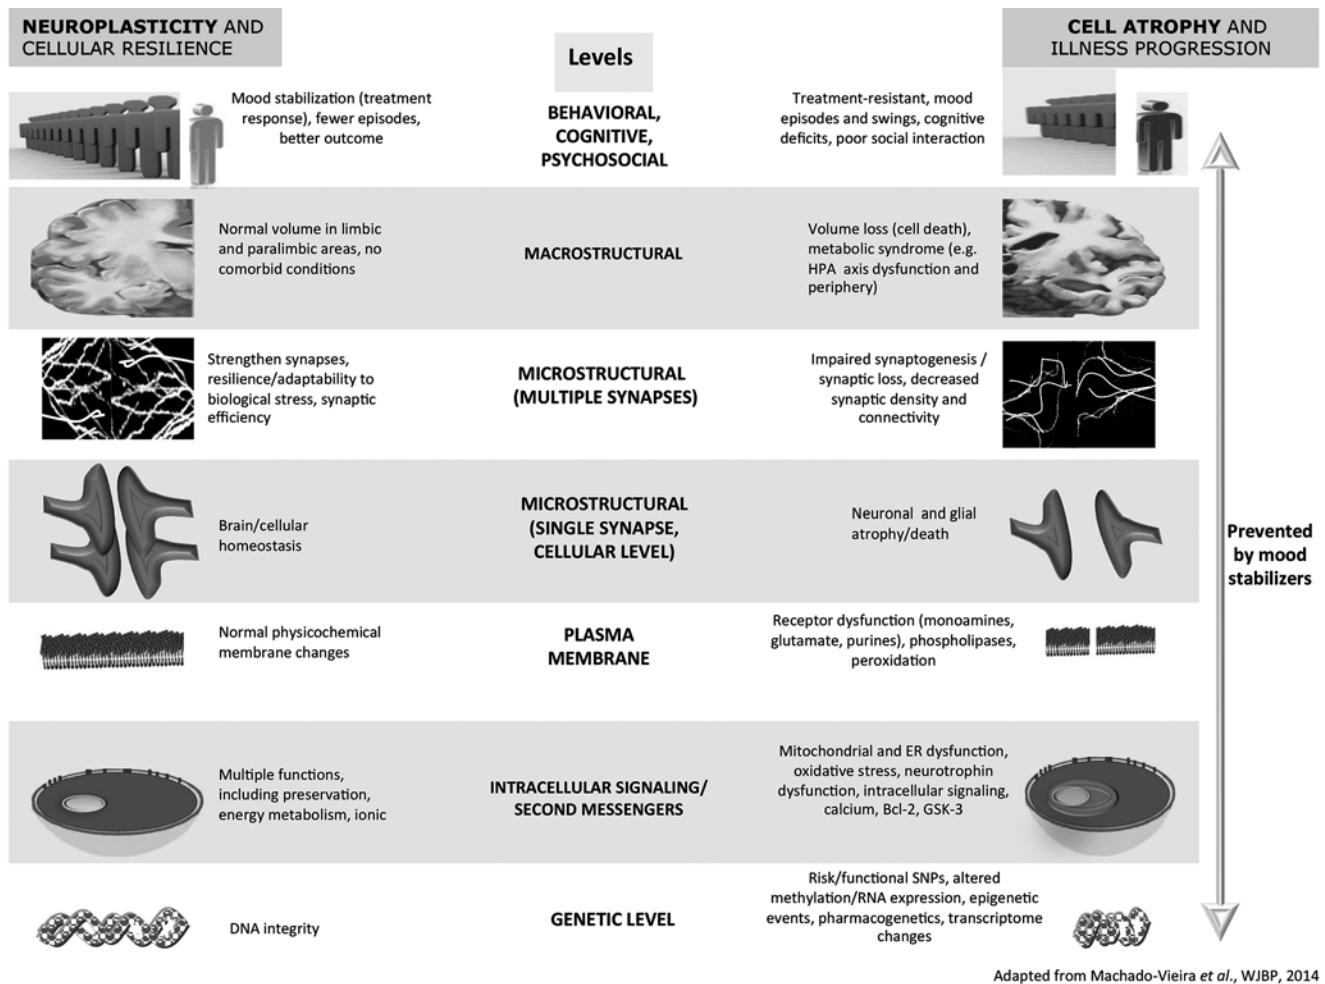 NEUROPLASTICITY AND
CELLULAR RESILIENCE
Levels
CELL ATROPHY AND
ILLNESS PROGRESSION
Mood stabilization (treatment
response), fewer episodes,
better outcome
BEHAVIORAL,
COGNITIVE,
PSYCHOSOCIAL
Treatment-resistant, mood
episodes and swings, cognitive
deficits, poor social interaction
Normal volume in limbic
and paralimbic areas, no
comorbid conditions
MACROSTRUCTURAL
Volume loss (cell death),
metabolic syndrome (e.g.
HPA axis dysfunction and
periphery)
Strengthen synapses,
resilience/adaptability to
biological stress, synaptic
efficiency
MICROSTRUCTURAL
(MULTIPLE SYNAPSES)
Impaired synaptogenesis /
synaptic loss, decreased
synaptic density and
connectivity
Brain/cellular
homeostasis
MICROSTRUCTURAL
(SINGLE SYNAPSE,
CELLULAR LEVEL)
Neuronal and glial
atrophy/death
Prevented
by mood
stabilizers
Normal physicochemical
membrane changes
PLASMA
MEMBRANE
Receptor dysfunction (monoamines,
glutamate, purines), phospholipases,
peroxidation
Multiple functions,
including preservation,
energy metabolism, ionic
INTRACELLULAR SIGNALING/
SECOND MESSENGERS
Mitochondrial and ER dysfunction,
oxidative stress, neurotrophin
dysfunction, intracellular signaling,
calcium, Bcl-2, GSK-3
DNA integrity
GENETIC LEVEL
Risk/functional SNPs, altered
methylation/RNA expression, epigenetic
events, pharmacogenetics, transcriptome
changes
Adapted from Machado-Vieira et al., WJBP, 2014